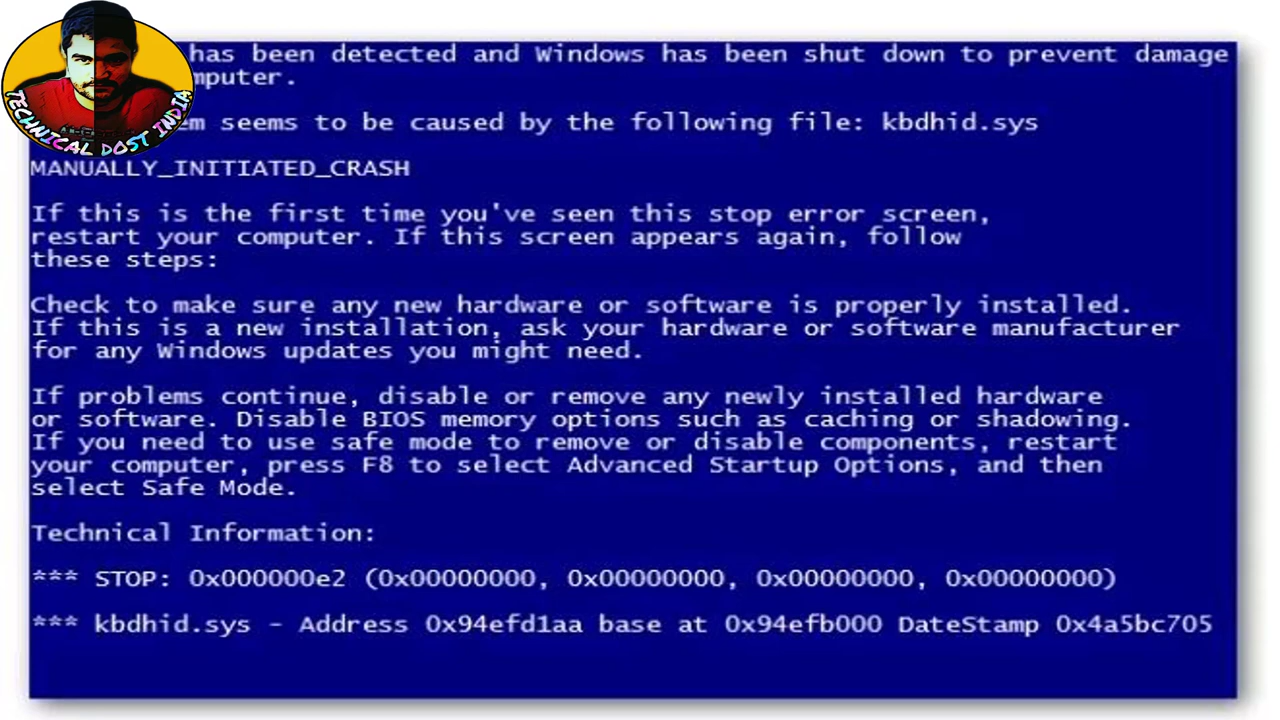 TECHNICAL DOST INDIA
has been detected and Windows has been shut down to prevent damage
mputer.
em seems to be caused by the following file: kbdhid.sys
MANUALLY_INITIATED_CRASH
If this is the first time you've seen this stop error screen,
restart your computer. If this screen appears again, follow
these steps:
Check to make sure any new hardware or software is properly installed.
If this is a new installation, ask your hardware or software manufacturer
for any Windows updates you might need.
If problems continue, disable or remove any newly installed hardware
or software. Disable BIOS memory options such as caching or shadowing.
If you need to use safe mode to remove or disable components, restart
your computer, press F8 to select Advanced Startup Options, and then
select Safe Mode.
Technical Information:
*** STOP: 0x000000e2 (0x00000000, 0x00000000, 0x00000000, 0x00000000)
*** kbdhid.sys - Address 0x94efd1aa base at 0x94efb000 DateStamp 0x4a5bc705